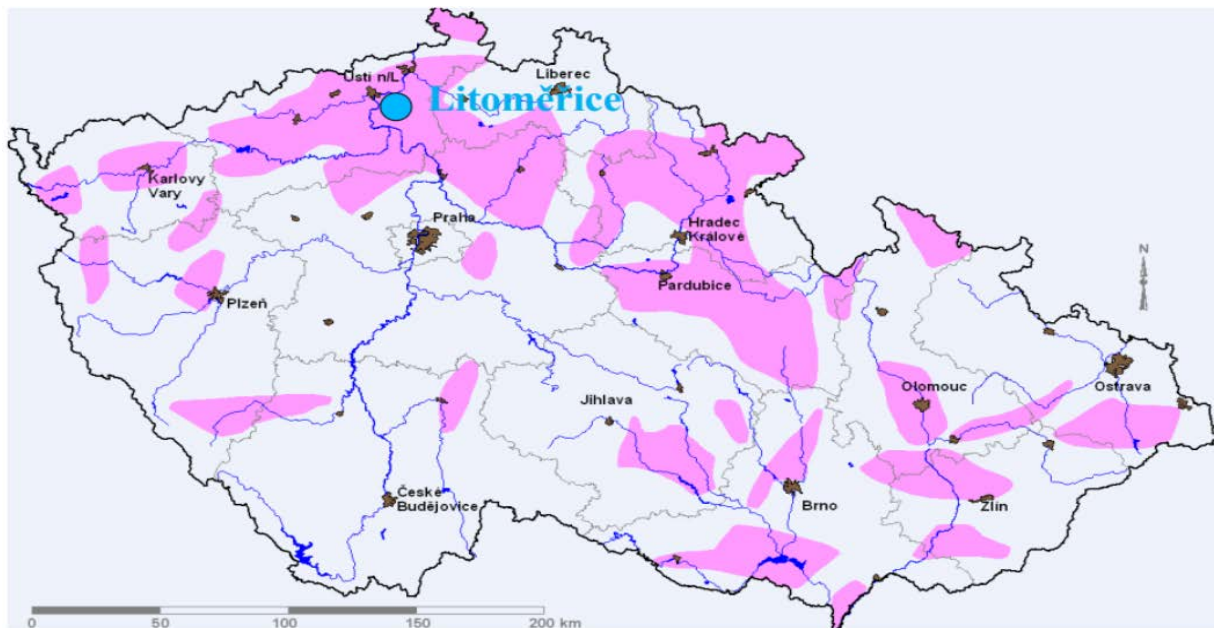 Ústí n/L
Liberec
Litoměřice
Karlovy
Vary
Praha
Hradec
Králové
N
Pardubice
Plzeň
Olomouc
Ostrava
Jihlava
České
Budějovice
Brno
Zlín
0 50 100 150 200 km